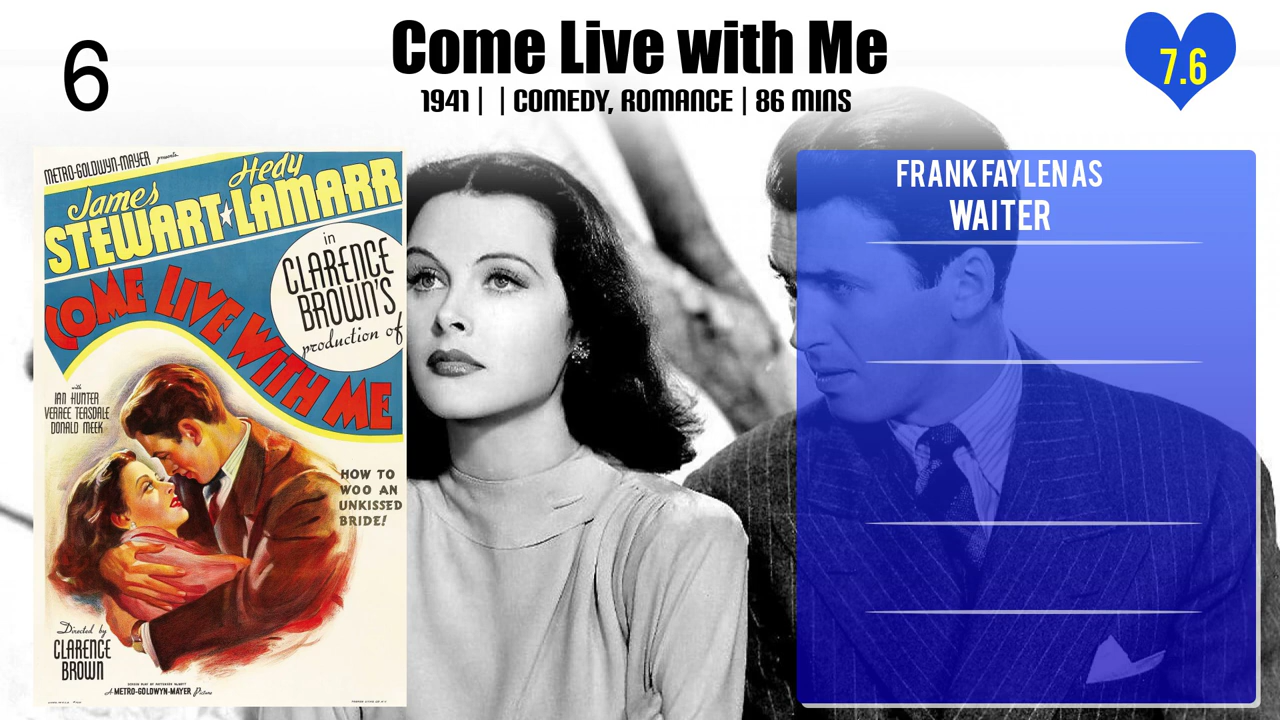 6
Come Live with Me
7.6
1941 | | COMEDY, ROMANCE | 86 MINS
FRANK FAYLEN AS
WAITER
METRO-GOLDWYN-MAYER presents
James Hedy
STEWART LAMARR
in
CLARENCE
BROWN'S
production of
COME LIVE WITH ME
with
IAN HUNTER
VERREE TEASDALE
DONALD MEEK
HOW TO
WOO AN
UNKISSED
BRIDE!
Directed by
CLARENCE
BROWN
A METRO-GOLDWYN-MAYER Picture